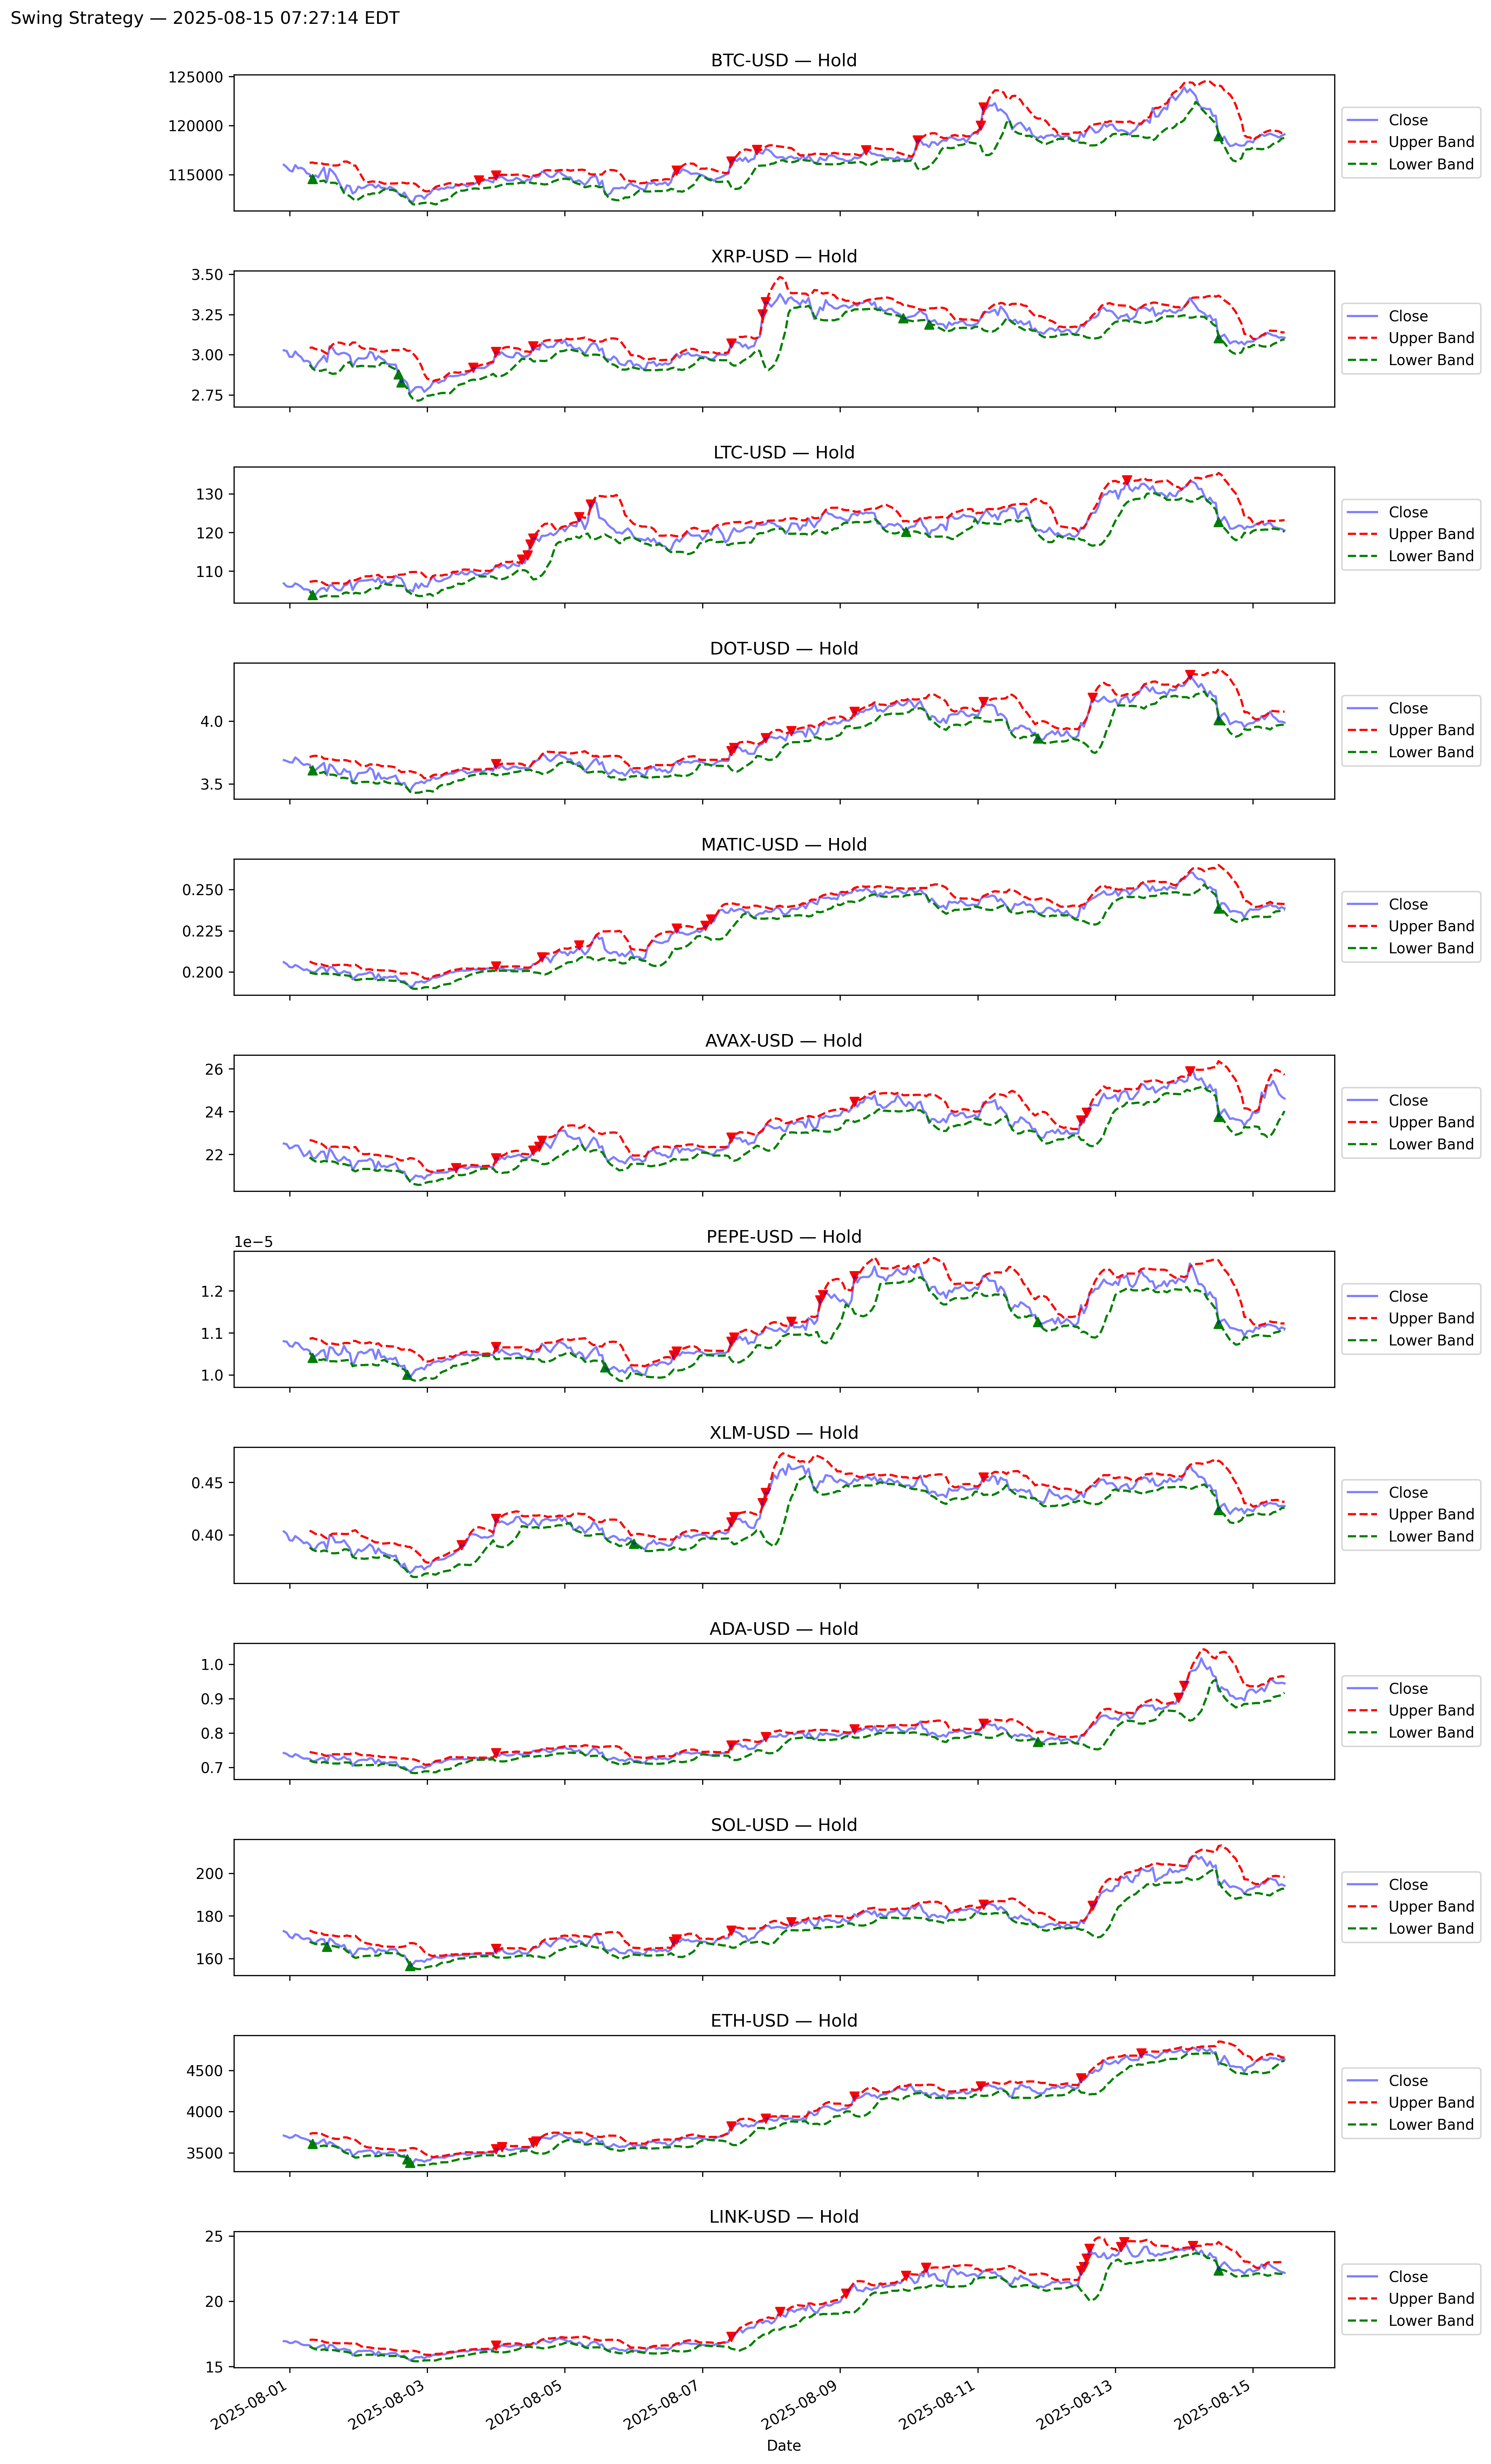 Swing Strategy — 2025-08-15 07:27:14 EDT
BTC-USD — Hold
125000
120000
115000
Close
Upper Band
Lower Band
XRP-USD — Hold
3.50
3.25
3.00
2.75
Close
Upper Band
Lower Band
LTC-USD — Hold
130
120
110
Close
Upper Band
Lower Band
DOT-USD — Hold
4.0
3.5
Close
Upper Band
Lower Band
MATIC-USD — Hold
0.250
0.225
0.200
Close
Upper Band
Lower Band
AVAX-USD — Hold
26
24
22
Close
Upper Band
Lower Band
PEPE-USD — Hold
1e−5
1.2
1.1
1.0
Close
Upper Band
Lower Band
XLM-USD — Hold
0.45
0.40
Close
Upper Band
Lower Band
ADA-USD — Hold
1.0
0.9
0.8
0.7
Close
Upper Band
Lower Band
SOL-USD — Hold
200
180
160
Close
Upper Band
Lower Band
ETH-USD — Hold
4500
4000
3500
Close
Upper Band
Lower Band
LINK-USD — Hold
25
20
15
Close
Upper Band
Lower Band
2025-08-01
2025-08-03
2025-08-05
2025-08-07
2025-08-09
2025-08-11
2025-08-13
2025-08-15
Date